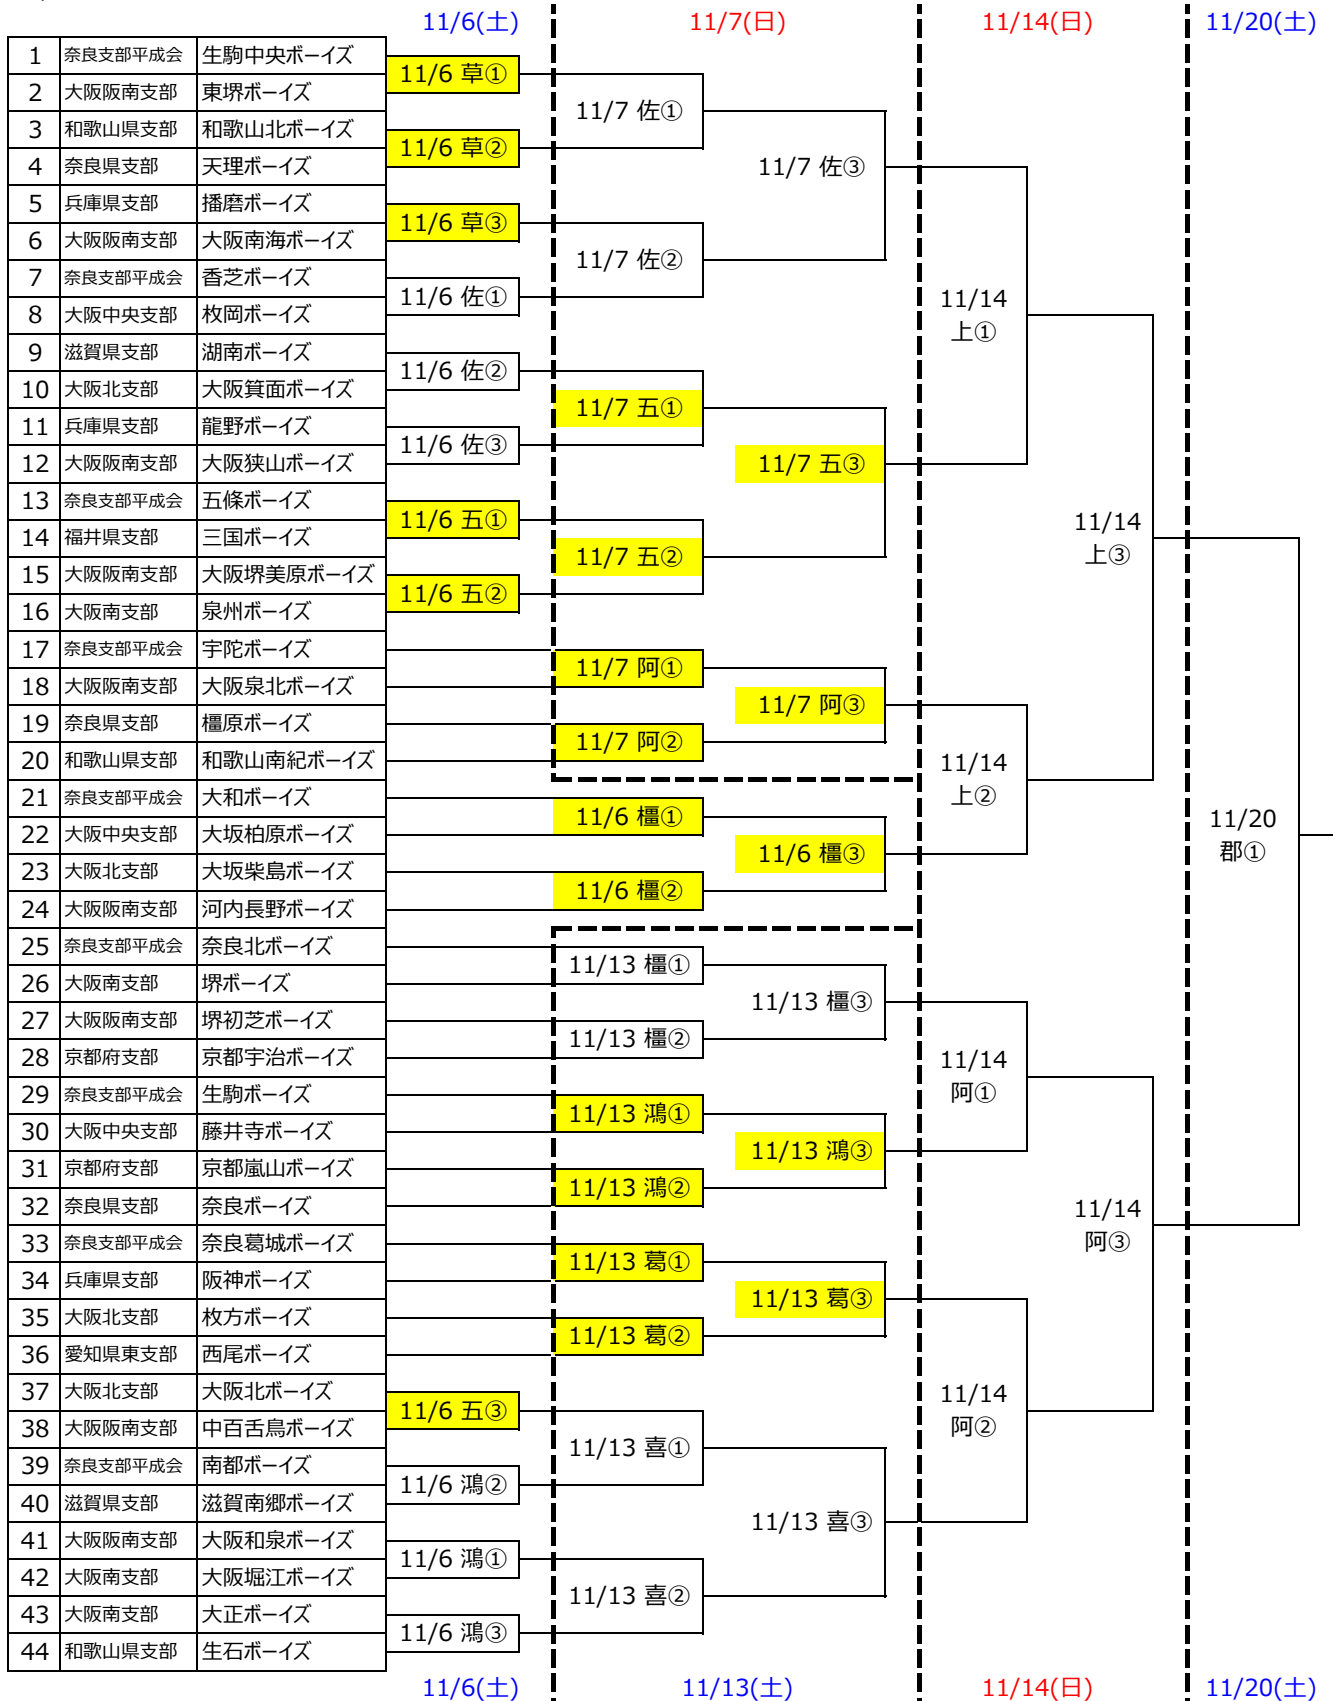 11/6(土) 11/7(日) 11/14(日) 11/20(土)
1 奈良支部平成会 生駒中央ボーイズ
11/6 草①
2 大阪阪南支部 東堺ボーイズ
11/7 佐①
3 和歌山県支部 和歌山北ボーイズ
11/6 草②
4 奈良県支部 天理ボーイズ
11/7 佐③
5 兵庫県支部 播磨ボーイズ
11/6 草③
6 大阪阪南支部 大阪南海ボーイズ
11/7 佐②
7 奈良支部平成会 香芝ボーイズ
11/6 佐①
8 大阪中央支部 枚岡ボーイズ
11/14
上①
9 滋賀県支部 湖南ボーイズ
11/6 佐②
10 大阪北支部 大阪箕面ボーイズ
11/7 五①
11 兵庫県支部 龍野ボーイズ
11/6 佐③
12 大阪阪南支部 大阪狭山ボーイズ
11/7 五③
13 奈良支部平成会 五條ボーイズ
11/6 五①
14 福井県支部 三国ボーイズ
11/7 五②
11/14
上③
15 大阪阪南支部 大阪堺美原ボーイズ
11/6 五②
16 大阪南支部 泉州ボーイズ
17 奈良支部平成会 宇陀ボーイズ
11/7 阿①
18 大阪阪南支部 大阪泉北ボーイズ
11/7 阿③
19 奈良県支部 橿原ボーイズ
11/7 阿②
20 和歌山県支部 和歌山南紀ボーイズ
11/14
上②
21 奈良支部平成会 大和ボーイズ
11/6 橿①
22 大阪中央支部 大坂柏原ボーイズ
11/6 橿③
11/20
郡①
23 大阪北支部 大坂柴島ボーイズ
11/6 橿②
24 大阪阪南支部 河内長野ボーイズ
25 奈良支部平成会 奈良北ボーイズ
11/13 橿①
26 大阪南支部 堺ボーイズ
11/13 橿③
27 大阪阪南支部 堺初芝ボーイズ
11/13 橿②
28 京都府支部 京都宇治ボーイズ
11/14
阿①
29 奈良支部平成会 生駒ボーイズ
11/13 鴻①
30 大阪中央支部 藤井寺ボーイズ
11/13 鴻③
31 京都府支部 京都嵐山ボーイズ
11/13 鴻②
32 奈良県支部 奈良ボーイズ
11/14
阿③
33 奈良支部平成会 奈良葛城ボーイズ
11/13 葛①
34 兵庫県支部 阪神ボーイズ
11/13 葛③
35 大阪北支部 枚方ボーイズ
11/13 葛②
36 愛知県東支部 西尾ボーイズ
37 大阪北支部 大阪北ボーイズ
11/6 五③
11/14
阿②
38 大阪阪南支部 中百舌鳥ボーイズ
11/13 喜①
39 奈良支部平成会 南都ボーイズ
11/6 鴻②
40 滋賀県支部 滋賀南郷ボーイズ
11/13 喜③
41 大阪阪南支部 大阪和泉ボーイズ
11/6 鴻①
42 大阪南支部 大阪堀江ボーイズ
11/13 喜②
43 大阪南支部 大正ボーイズ
11/6 鴻③
44 和歌山県支部 生石ボーイズ
11/6(土) 11/13(土) 11/14(日) 11/20(土)